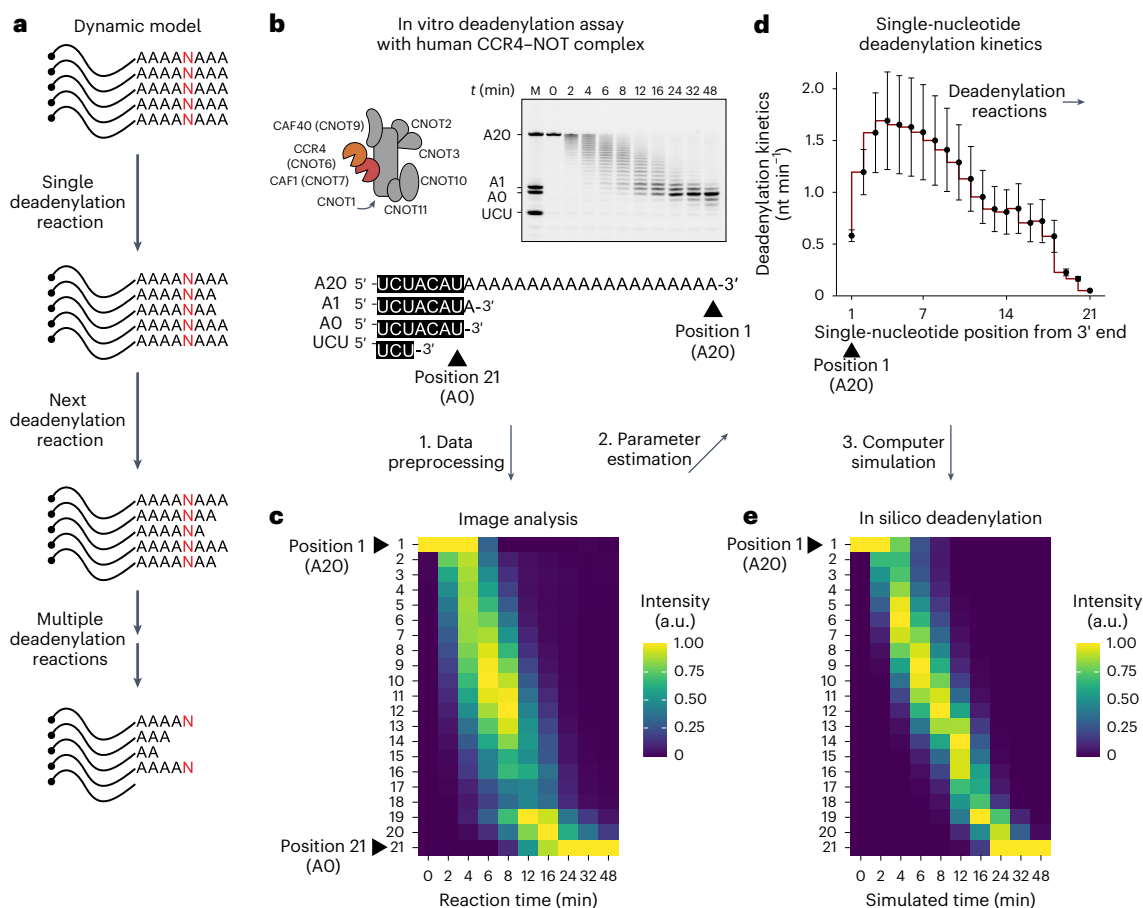 a
Dynamic model
AAAANAAA
AAAANAAA
AAAANAAA
AAAANAAA
AAAANAAA
Single
deadenylation
reaction
AAAANAAA
AAAANAA
AAAANAA
AAAANAAA
AAAANAAA
Next
deadenylation
reaction
AAAANAAA
AAAANAA
AAAANA
AAAANAAA
AAAANAA
Multiple
deadenylation
reactions
AAAAN
AAA
AA
AAAAN
b
In vitro deadenylation assay
with human CCR4–NOT complex
CAF40 (CNOT9)
CNOT2
CCR4
(CNOT6)
CNOT3
CAF1 (CNOT7)
CNOT10
CNOT1
CNOT11
t (min)
M 0 2 4 6 8 12 16 24 32 48
A20
A1
A0
UCU
A20 5′ UCUACAUAAAAAAAAAAAAAAAAAAAA-3′
A1 5′ UCUACAUA-3′
A0 5′ UCUACAU-3′
UCU 5′ UCU-3′
Position 1
(A20)
Position 21
(A0)
1. Data
preprocessing
2. Parameter
estimation
3. Computer
simulation
d
Single-nucleotide
deadenylation kinetics
Deadenylation
reactions
Deadenylation kinetics
(nt min⁻¹)
2.0
1.5
1.0
0.5
0
1 7 14 21
Single-nucleotide position from 3′ end
Position 1
(A20)
c
Image analysis
Position 1
(A20)
1
2
3
4
5
6
7
8
9
10
11
12
13
14
15
16
17
18
19
20
21
Position 21
(A0)
0 2 4 6 8 12 16 24 32 48
Reaction time (min)
Intensity
(a.u.)
1.00
0.75
0.50
0.25
0
e
In silico deadenylation
Position 1
(A20)
1
2
3
4
5
6
7
8
9
10
11
12
13
14
15
16
17
18
19
20
21
0 2 4 6 8 12 16 24 32 48
Simulated time (min)
Intensity
(a.u.)
1.00
0.75
0.50
0.25
0